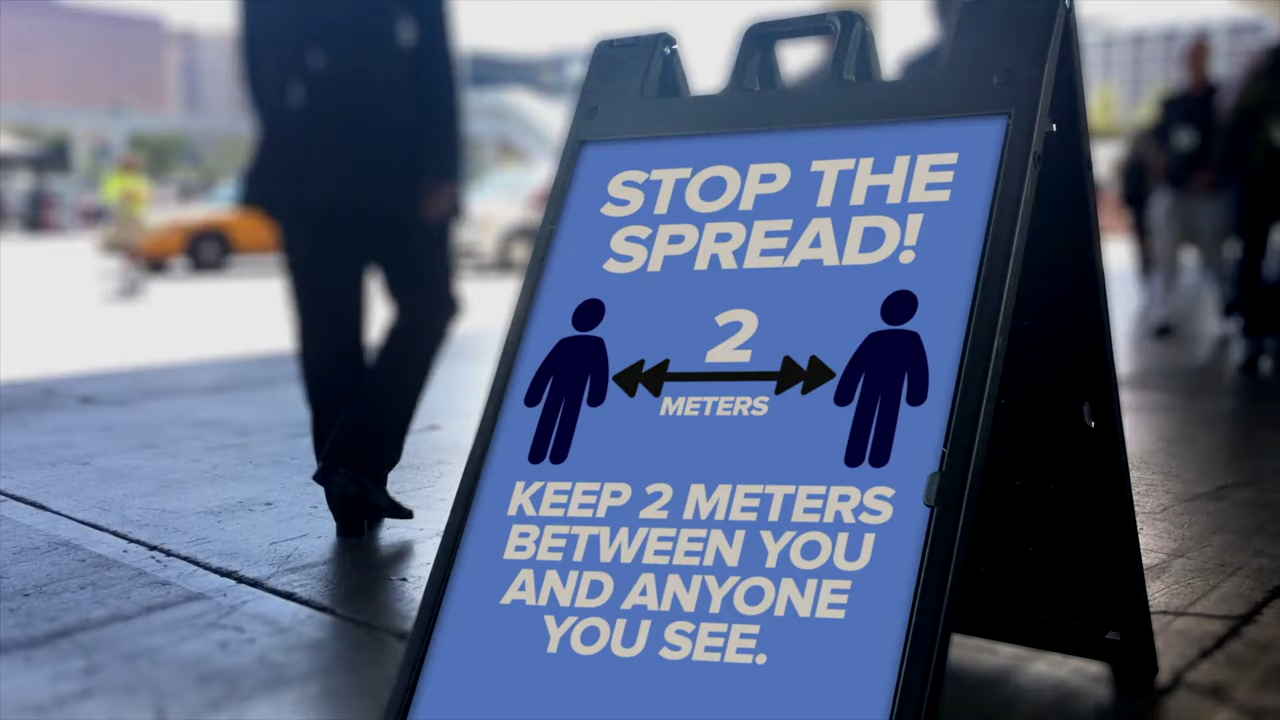 STOP THE
SPREAD!
2
METERS
KEEP 2 METERS
BETWEEN YOU
AND ANYONE
YOU SEE.